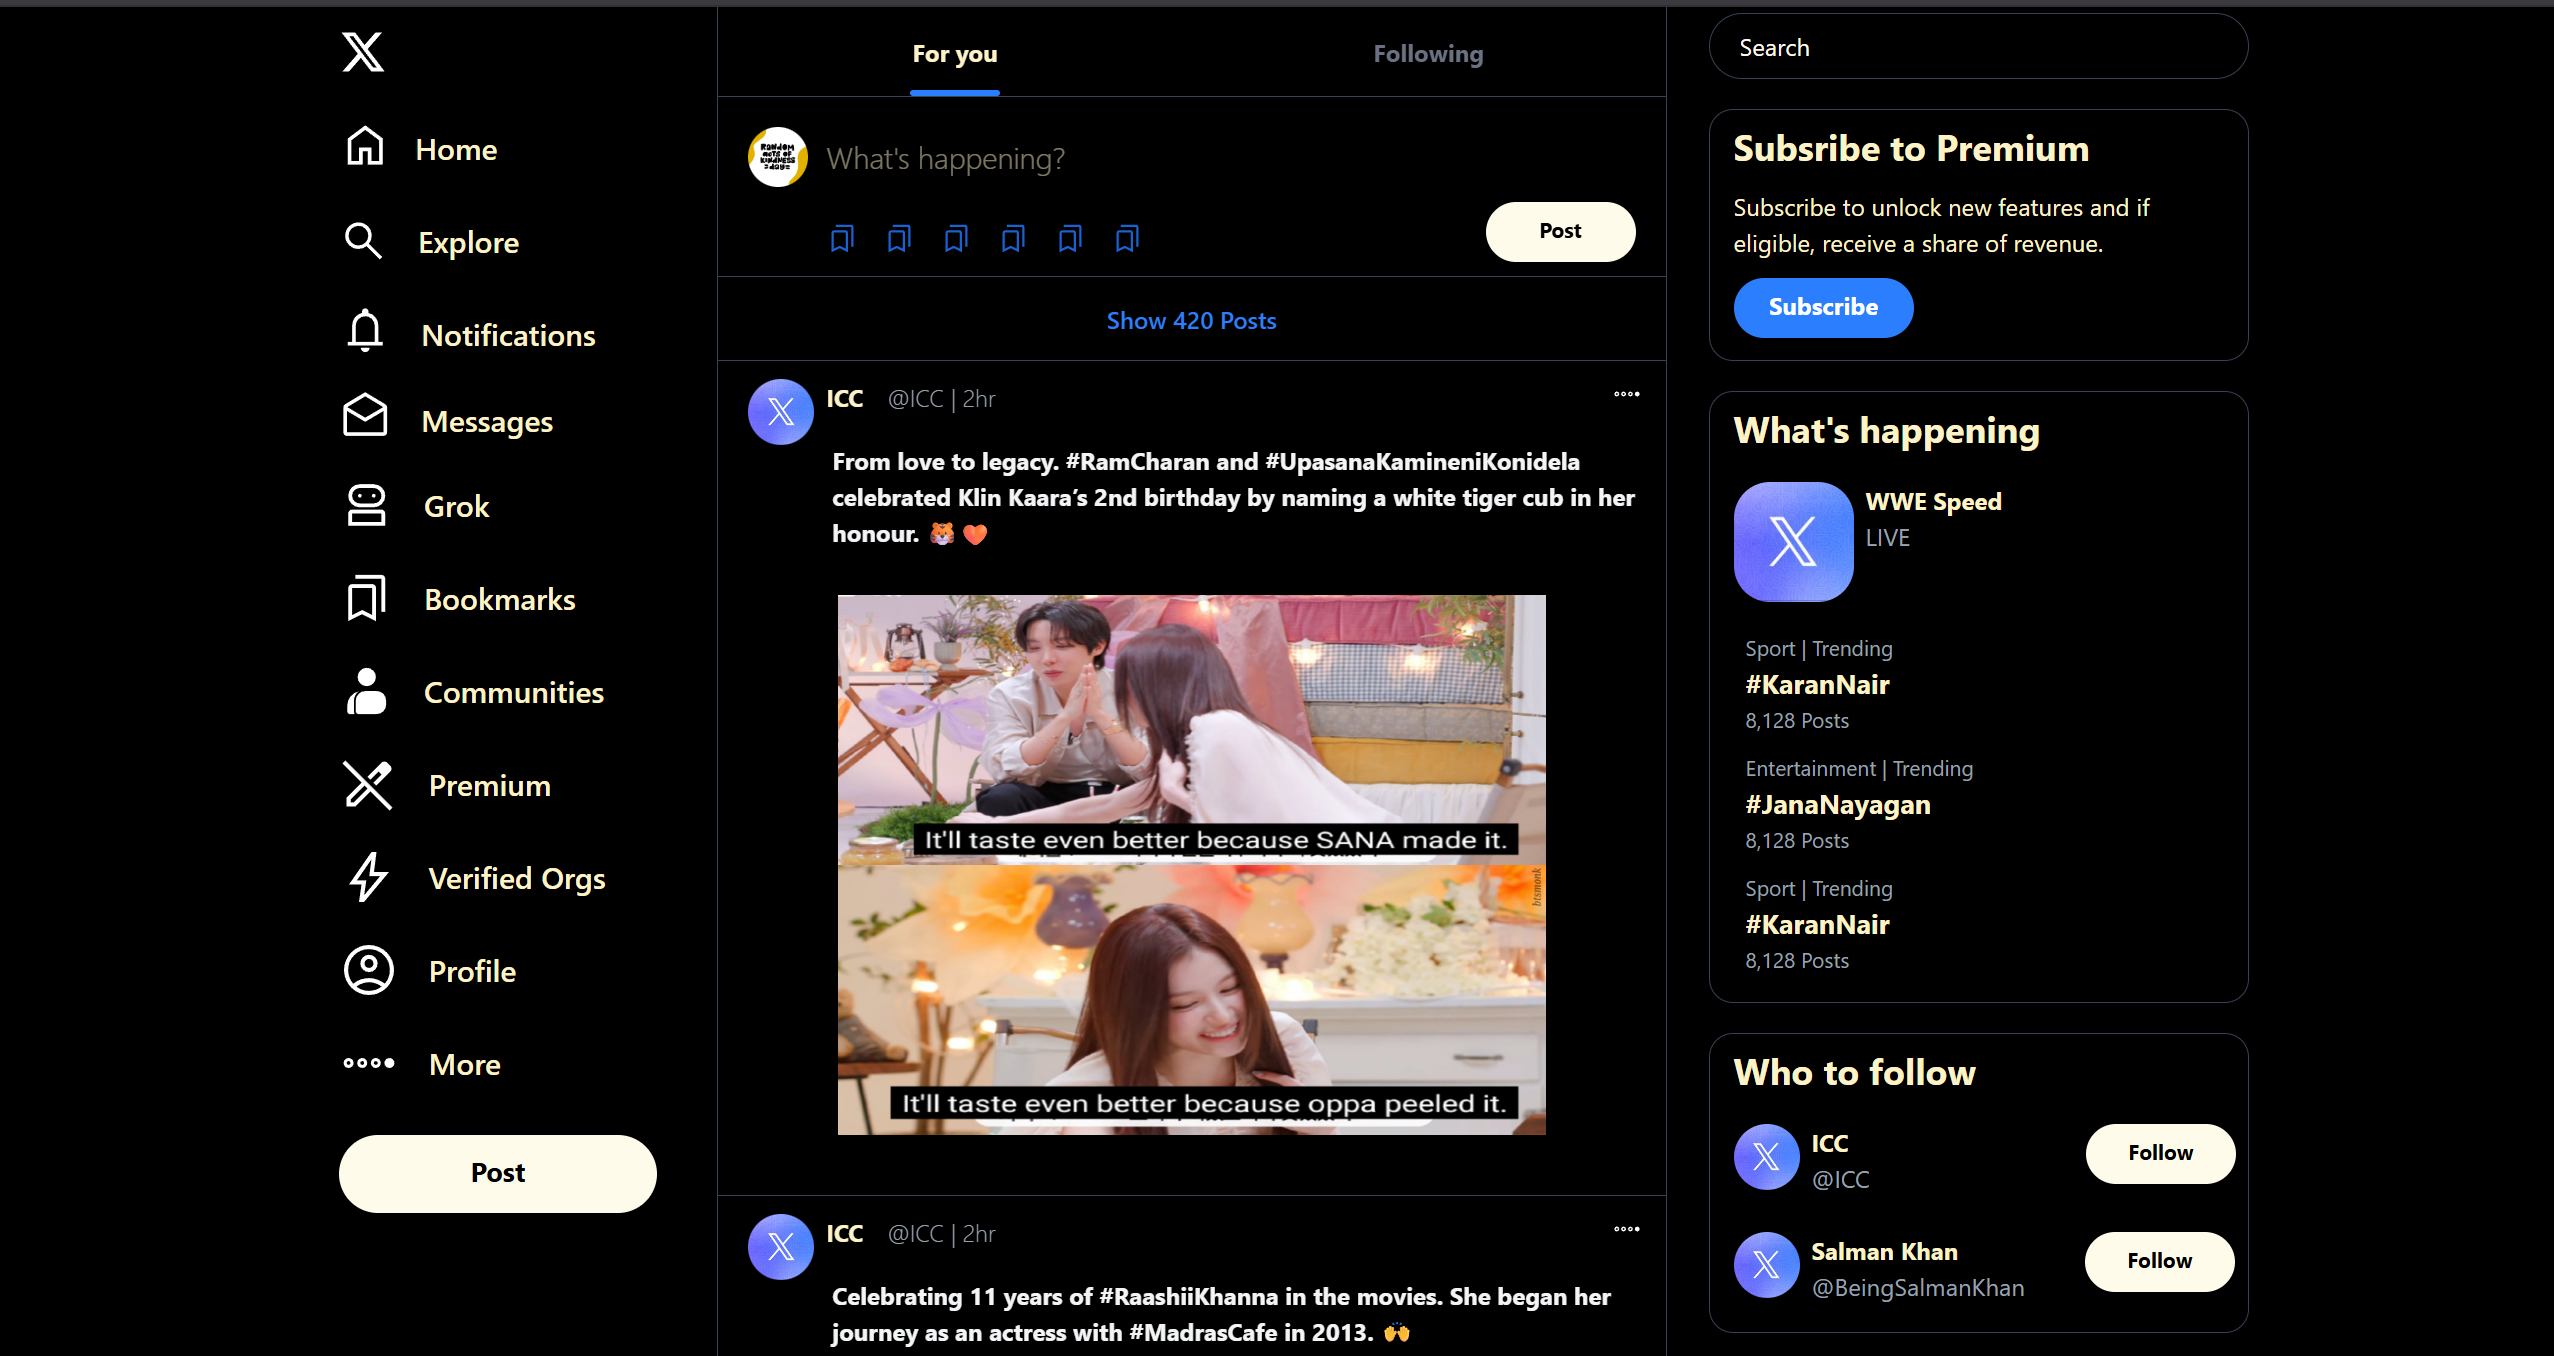 Home
Explore
Notifications
Messages
Grok
Bookmarks
Communities
Premium
Verified Orgs
Profile
More
Post
For you
Following
RANDOM
ACTS OF
KINDNESS
DAY
What's happening?
Post
Show 420 Posts
ICC @ICC | 2hr
From love to legacy. #RamCharan and #UpasanaKamineniKonidela
celebrated Klin Kaara’s 2nd birthday by naming a white tiger cub in her
honour. 🐯 🧡
It'll taste even better because SANA made it.
btsmonk
It'll taste even better because oppa peeled it.
ICC @ICC | 2hr
Celebrating 11 years of #RaashiiKhanna in the movies. She began her
journey as an actress with #MadrasCafe in 2013. 🙌
Search
Subsribe to Premium
Subscribe to unlock new features and if
eligible, receive a share of revenue.
Subscribe
What's happening
WWE Speed
LIVE
Sport | Trending
#KaranNair
8,128 Posts
Entertainment | Trending
#JanaNayagan
8,128 Posts
Sport | Trending
#KaranNair
8,128 Posts
Who to follow
ICC
@ICC
Follow
Salman Khan
@BeingSalmanKhan
Follow